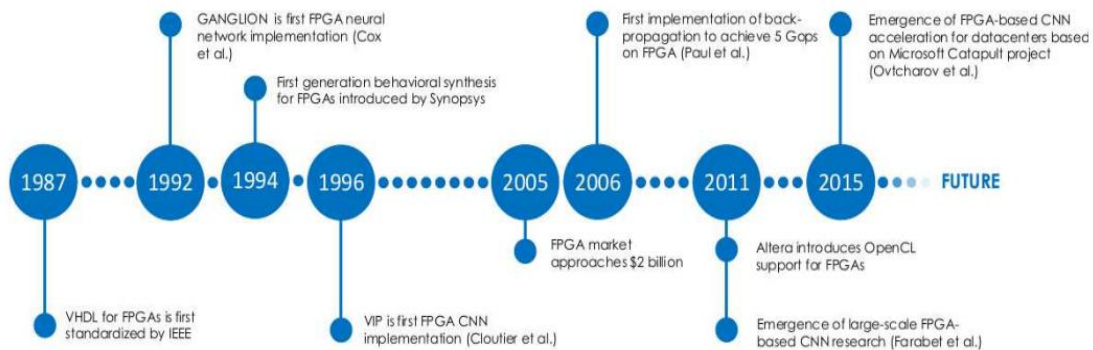 GANGLION is first FPGA neural
network implementation (Cox
et al.)
First generation behavioral synthesis
for FPGAs introduced by Synopsys
First implementation of back-
propagation to achieve 5 Gops
on FPGA (Paul et al.)
Emergence of FPGA-based CNN
acceleration for datacenters based
on Microsoft Catapult project
(Ovtcharov et al.)
1987
1992
1994
1996
2005
2006
2011
2015
FUTURE
VHDL for FPGAs is first
standardized by IEEE
VIP is first FPGA CNN
implementation (Cloutier et al.)
FPGA market
approaches $2 billion
Altera introduces OpenCL
support for FPGAs
Emergence of large-scale FPGA-
based CNN research (Farabet et al.)